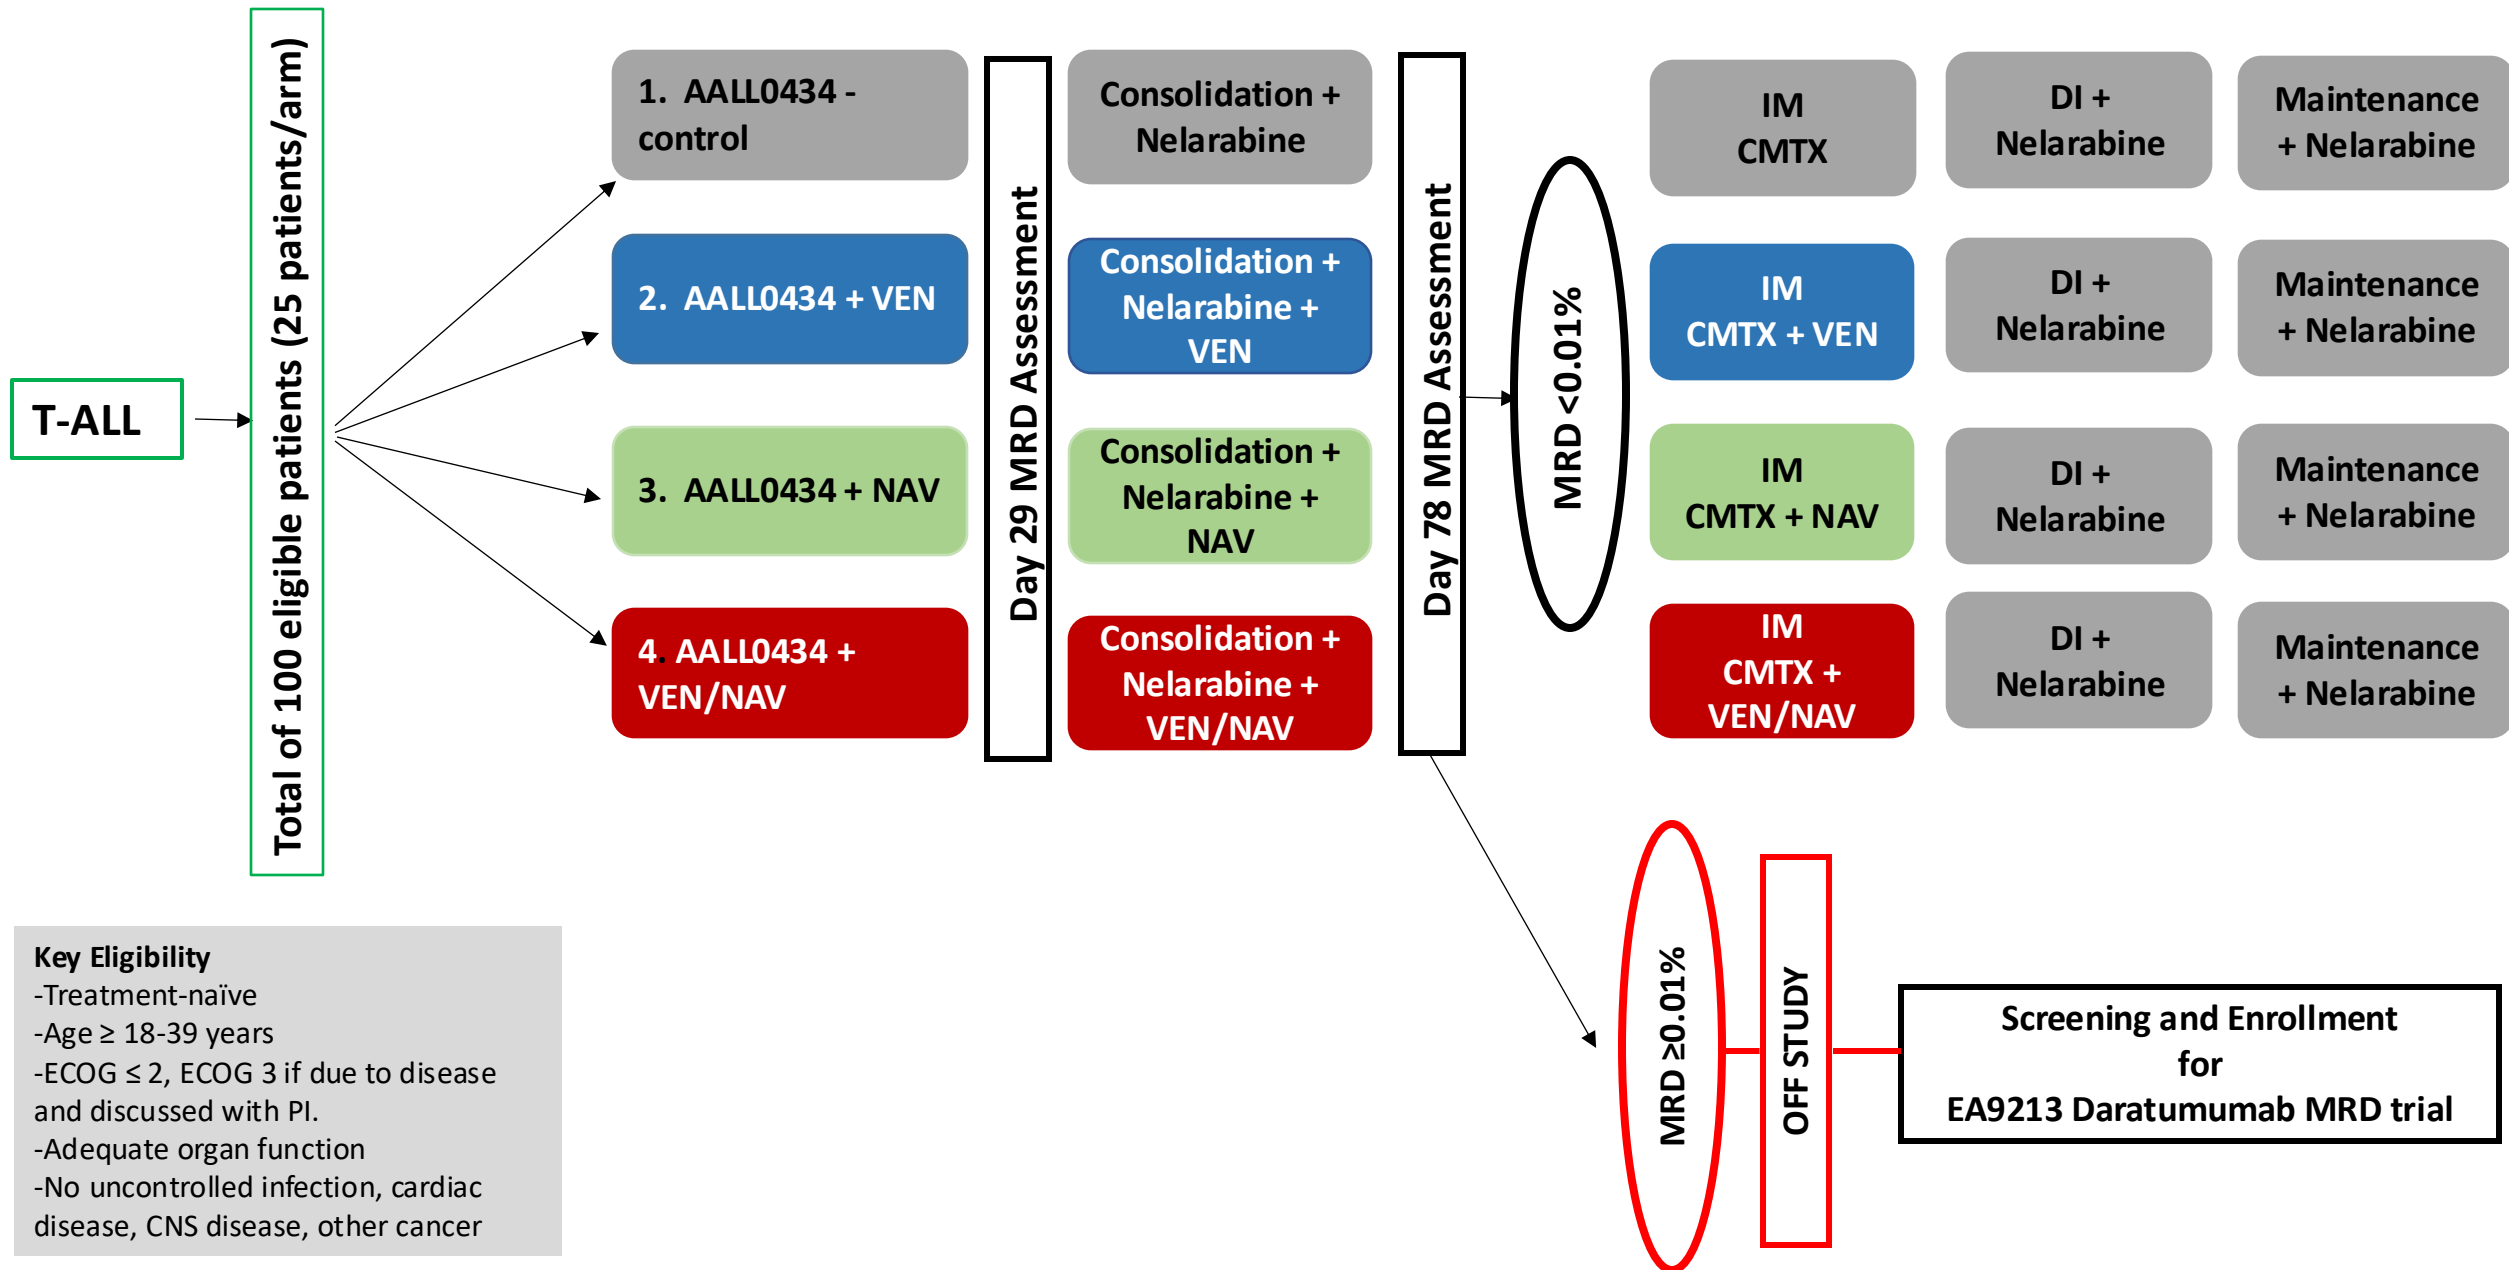 T-ALL
Total of 100 eligible patients (25 patients/arm)
1. AALL0434 -
control
2. AALL0434 + VEN
3. AALL0434 + NAV
4. AALL0434 +
VEN/NAV
Day 29 MRD Assessment
Consolidation +
Nelarabine
Consolidation +
Nelarabine +
VEN
Consolidation +
Nelarabine +
NAV
Consolidation +
Nelarabine +
VEN/NAV
Day 78 MRD Assessment
MRD <0.01%
IM
CMTX
DI +
Nelarabine
Maintenance
+ Nelarabine
IM
CMTX + VEN
DI +
Nelarabine
Maintenance
+ Nelarabine
IM
CMTX + NAV
DI +
Nelarabine
Maintenance
+ Nelarabine
IM
CMTX +
VEN/NAV
DI +
Nelarabine
Maintenance
+ Nelarabine
MRD ≥0.01%
OFF STUDY
Screening and Enrollment
for
EA9213 Daratumumab MRD trial
Key Eligibility
-Treatment-naïve
-Age ≥ 18-39 years
-ECOG ≤ 2, ECOG 3 if due to disease
and discussed with PI.
-Adequate organ function
-No uncontrolled infection, cardiac
disease, CNS disease, other cancer